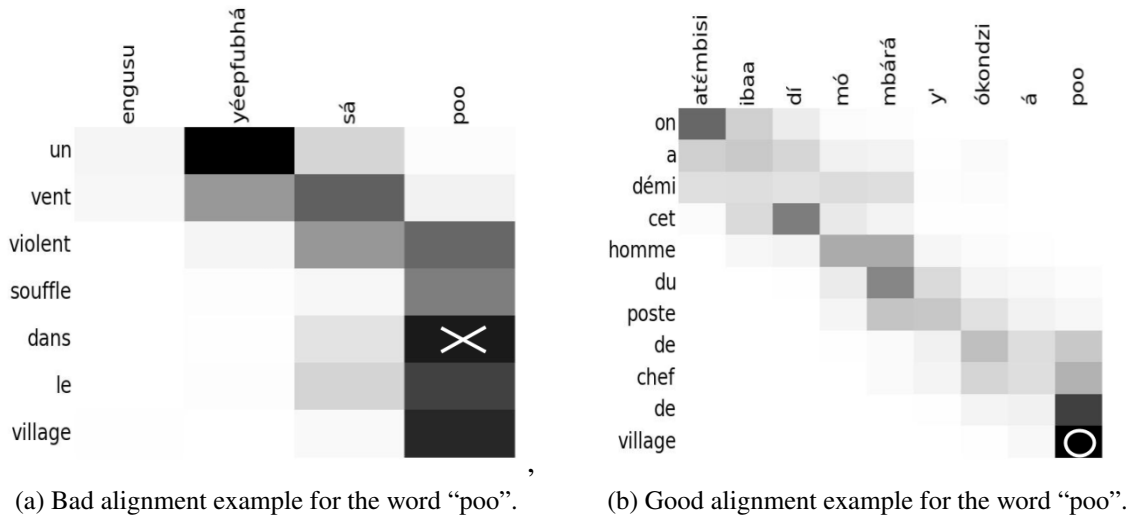 engusu
yéepfubhá
sá
poo
un
vent
violent
souffle
dans
le
village
,
(a) Bad alignment example for the word “poo”.
atɛ́mbisi
ibaa
dí
mó
mbárá
y'
ókondzi
á
poo
on
a
démi
cet
homme
du
poste
de
chef
de
village
(b) Good alignment example for the word “poo”.